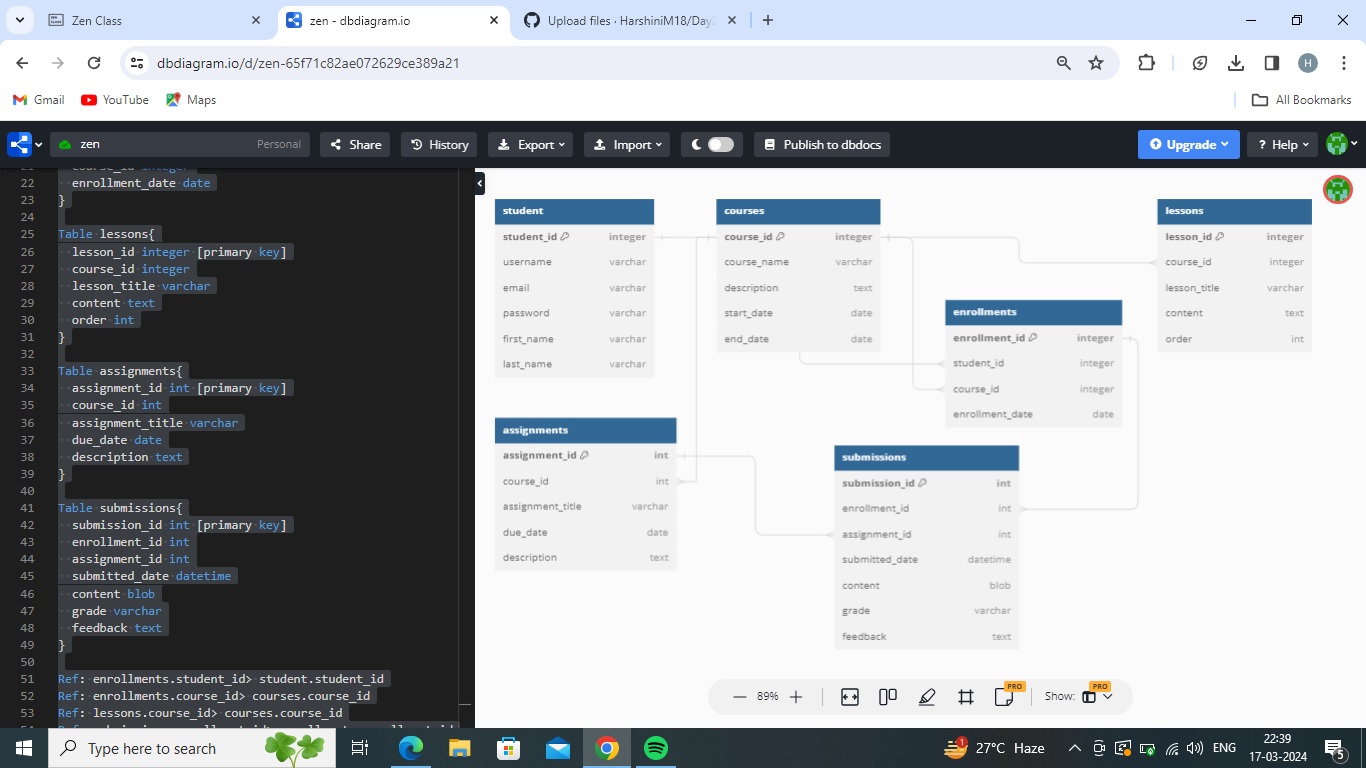 Zen Class
zen - dbdiagram.io
Upload files · HarshiniM18/Day
dbdiagram.io/d/zen-65f71c82ae072629ce389a21
H
Gmail
YouTube
Maps
All Bookmarks
zen
Personal
Share
History
Export
Import
Publish to dbdocs
Upgrade
? Help
22 enrollment_date date
23 }
24
25 Table lessons{
26 lesson_id integer [primary key]
27 course_id integer
28 lesson_title varchar
29 content text
30 order int
31 }
32
33 Table assignments{
34 assignment_id int [primary key]
35 course_id int
36 assignment_title varchar
37 due_date date
38 description text
39 }
40
41 Table submissions{
42 submission_id int [primary key]
43 enrollment_id int
44 assignment_id int
45 submitted_date datetime
46 content blob
47 grade varchar
48 feedback text
49 }
50
51 Ref: enrollments.student_id> student.student_id
52 Ref: enrollments.course_id> courses.course_id
53 Ref: lessons.course_id> courses.course_id
student
student_id integer
username varchar
email varchar
password varchar
first_name varchar
last_name varchar
courses
course_id integer
course_name varchar
description text
start_date date
end_date date
lessons
lesson_id integer
course_id integer
lesson_title varchar
content text
order int
enrollments
enrollment_id integer
student_id integer
course_id integer
enrollment_date date
assignments
assignment_id int
course_id int
assignment_title varchar
due_date date
description text
submissions
submission_id int
enrollment_id int
assignment_id int
submitted_date datetime
content blob
grade varchar
feedback text
89%
PRO
Show:
PRO
Type here to search
1
27°C Haze
ENG
22:39
17-03-2024
5